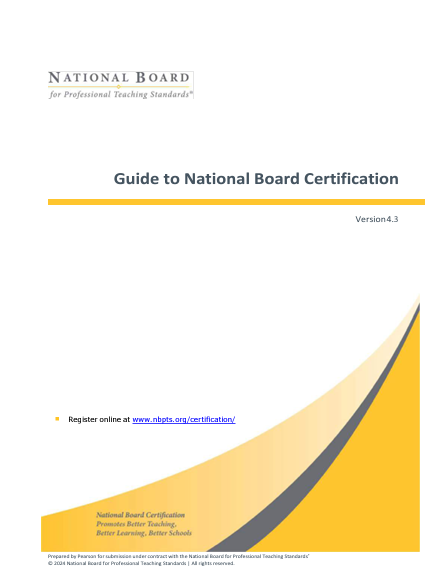 NATIONAL BOARD
for Professional Teaching Standards®
Guide to National Board Certification
Version4.3
Register online at www.nbpts.org/certification/
National Board Certification
Promotes Better Teaching,
Better Learning, Better Schools
Prepared by Pearson for submission under contract with the National Board for Professional Teaching Standards®
© 2024 National Board for Professional Teaching Standards | All rights reserved.